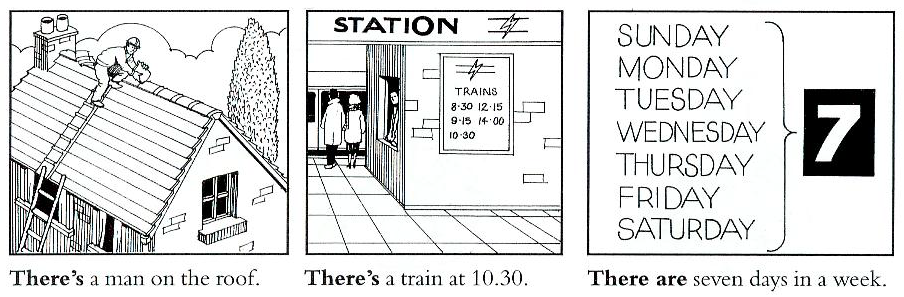 STATION
TRAINS
8·30 12·15
9·15 14·00
10·30
SUNDAY
MONDAY
TUESDAY
WEDNESDAY
THURSDAY
FRIDAY
SATURDAY
7
There's a man on the roof.
There's a train at 10.30.
There are seven days in a week.